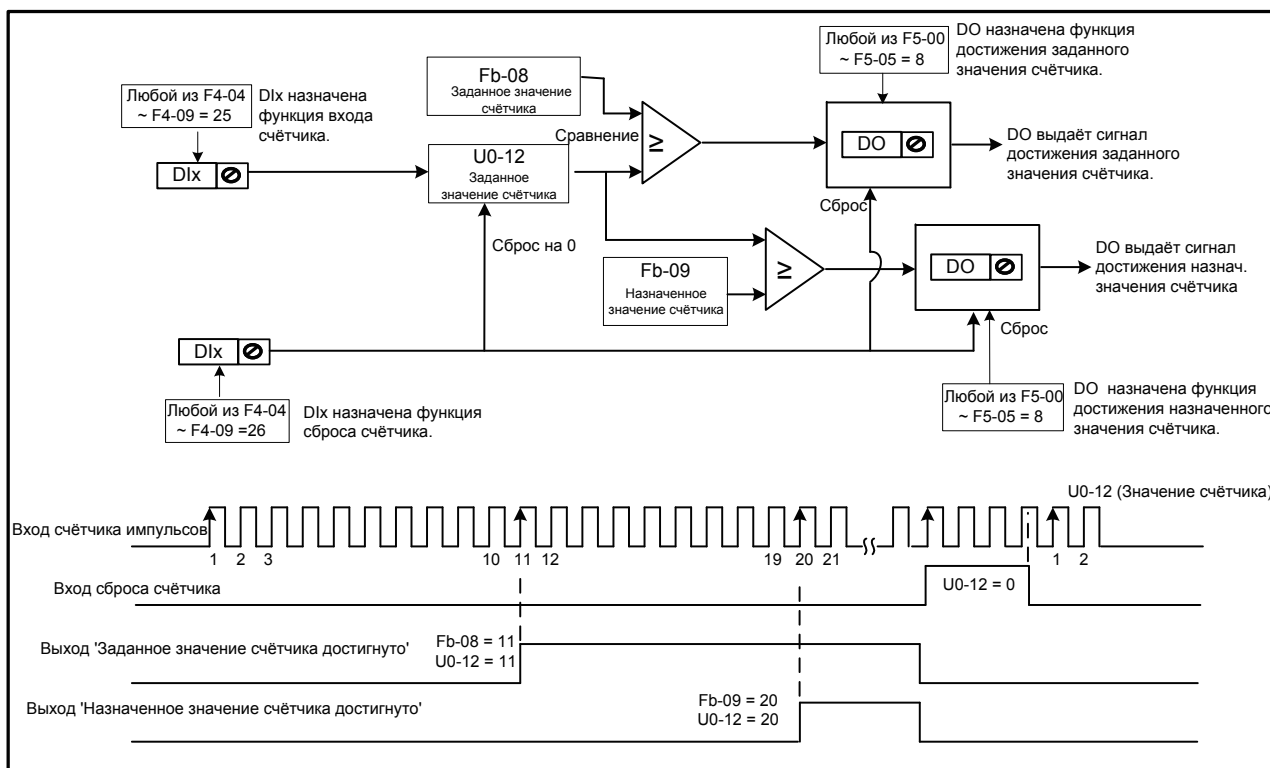 Любой из F4-04
~ F4-09 = 25
DIx назначена
функция входа
счётчика.
DIx
Fb-08
Заданное значение
счётчика
Сравнение
≥
U0-12
Заданное
значение счётчика
Любой из F5-00
~ F5-05 = 8
DO назначена функция
достижения заданного
значения счётчика.
DO
DO выдаёт сигнал
достижения заданного
значения счётчика.
Сброс
Сброс на 0
Fb-09
Назначенное
значение счётчика
≥
DO
DO выдаёт сигнал
достижения назнач.
значения счётчика
Сброс
DIx
Любой из F4-04
~ F4-09 =26
DIx назначена функция
сброса счётчика.
Любой из F5-00
~ F5-05 = 8
DO назначена функция
достижения назначенного
значения счётчика.
U0-12 (Значение счётчика)
Вход счётчика импульсов
1 2 3 10 11 12 19 20 21 1 2
Вход сброса счётчика
U0-12 = 0
Выход 'Заданное значение счётчика достигнуто'
Fb-08 = 11
U0-12 = 11
Выход 'Назначенное значение счётчика достигнуто'
Fb-09 = 20
U0-12 = 20